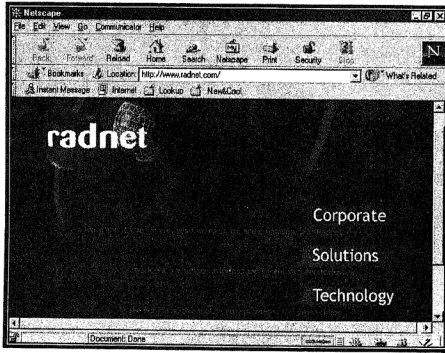 Netscape
File Edit View Go Communicator Help
Back Forward Reload Home Search Netscape Print Security Stop
Bookmarks Location: http://www.radnet.com/ What's Related
Instant Message Internet Lookup New&Cool
radnet
Corporate
Solutions
Technology
Document: Done